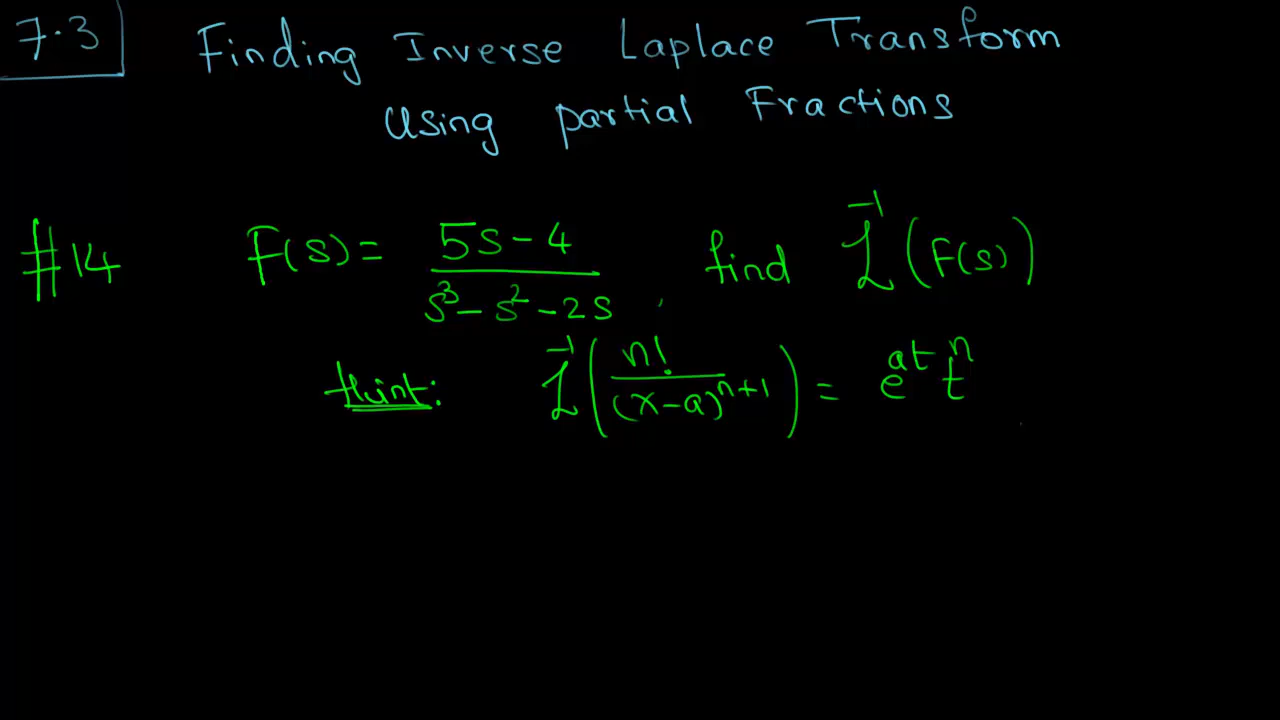 7.3 Finding Inverse Laplace Transform
Using partial Fractions
#14 F(s) = (5s-4)/(s³-s²-2s), find L⁻¹(F(s))
Hint: L⁻¹(n!/(x-a)ⁿ⁺¹) = eᵃᵗ tⁿ